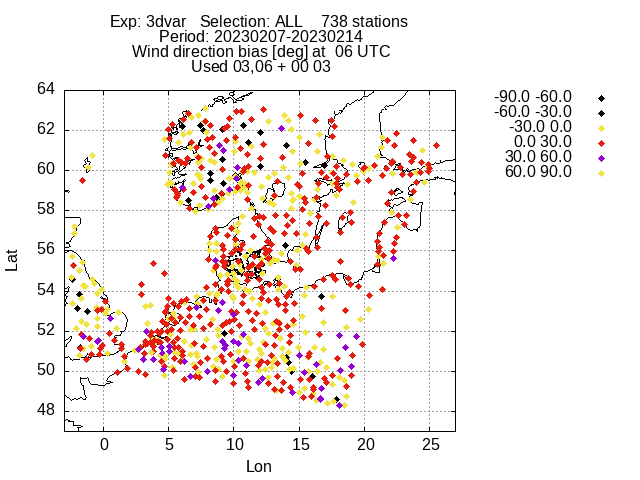 Exp: 3dvar   Selection: ALL    738 stations
Period: 20230207-20230214
Wind direction bias [deg] at  06 UTC
Used 03,06 + 00 03
-90.0 -60.0
-60.0 -30.0
-30.0 0.0
0.0 30.0
30.0 60.0
60.0 90.0
64
62
60
58
56
54
52
50
48
Lat
0 5 10 15 20 25
Lon